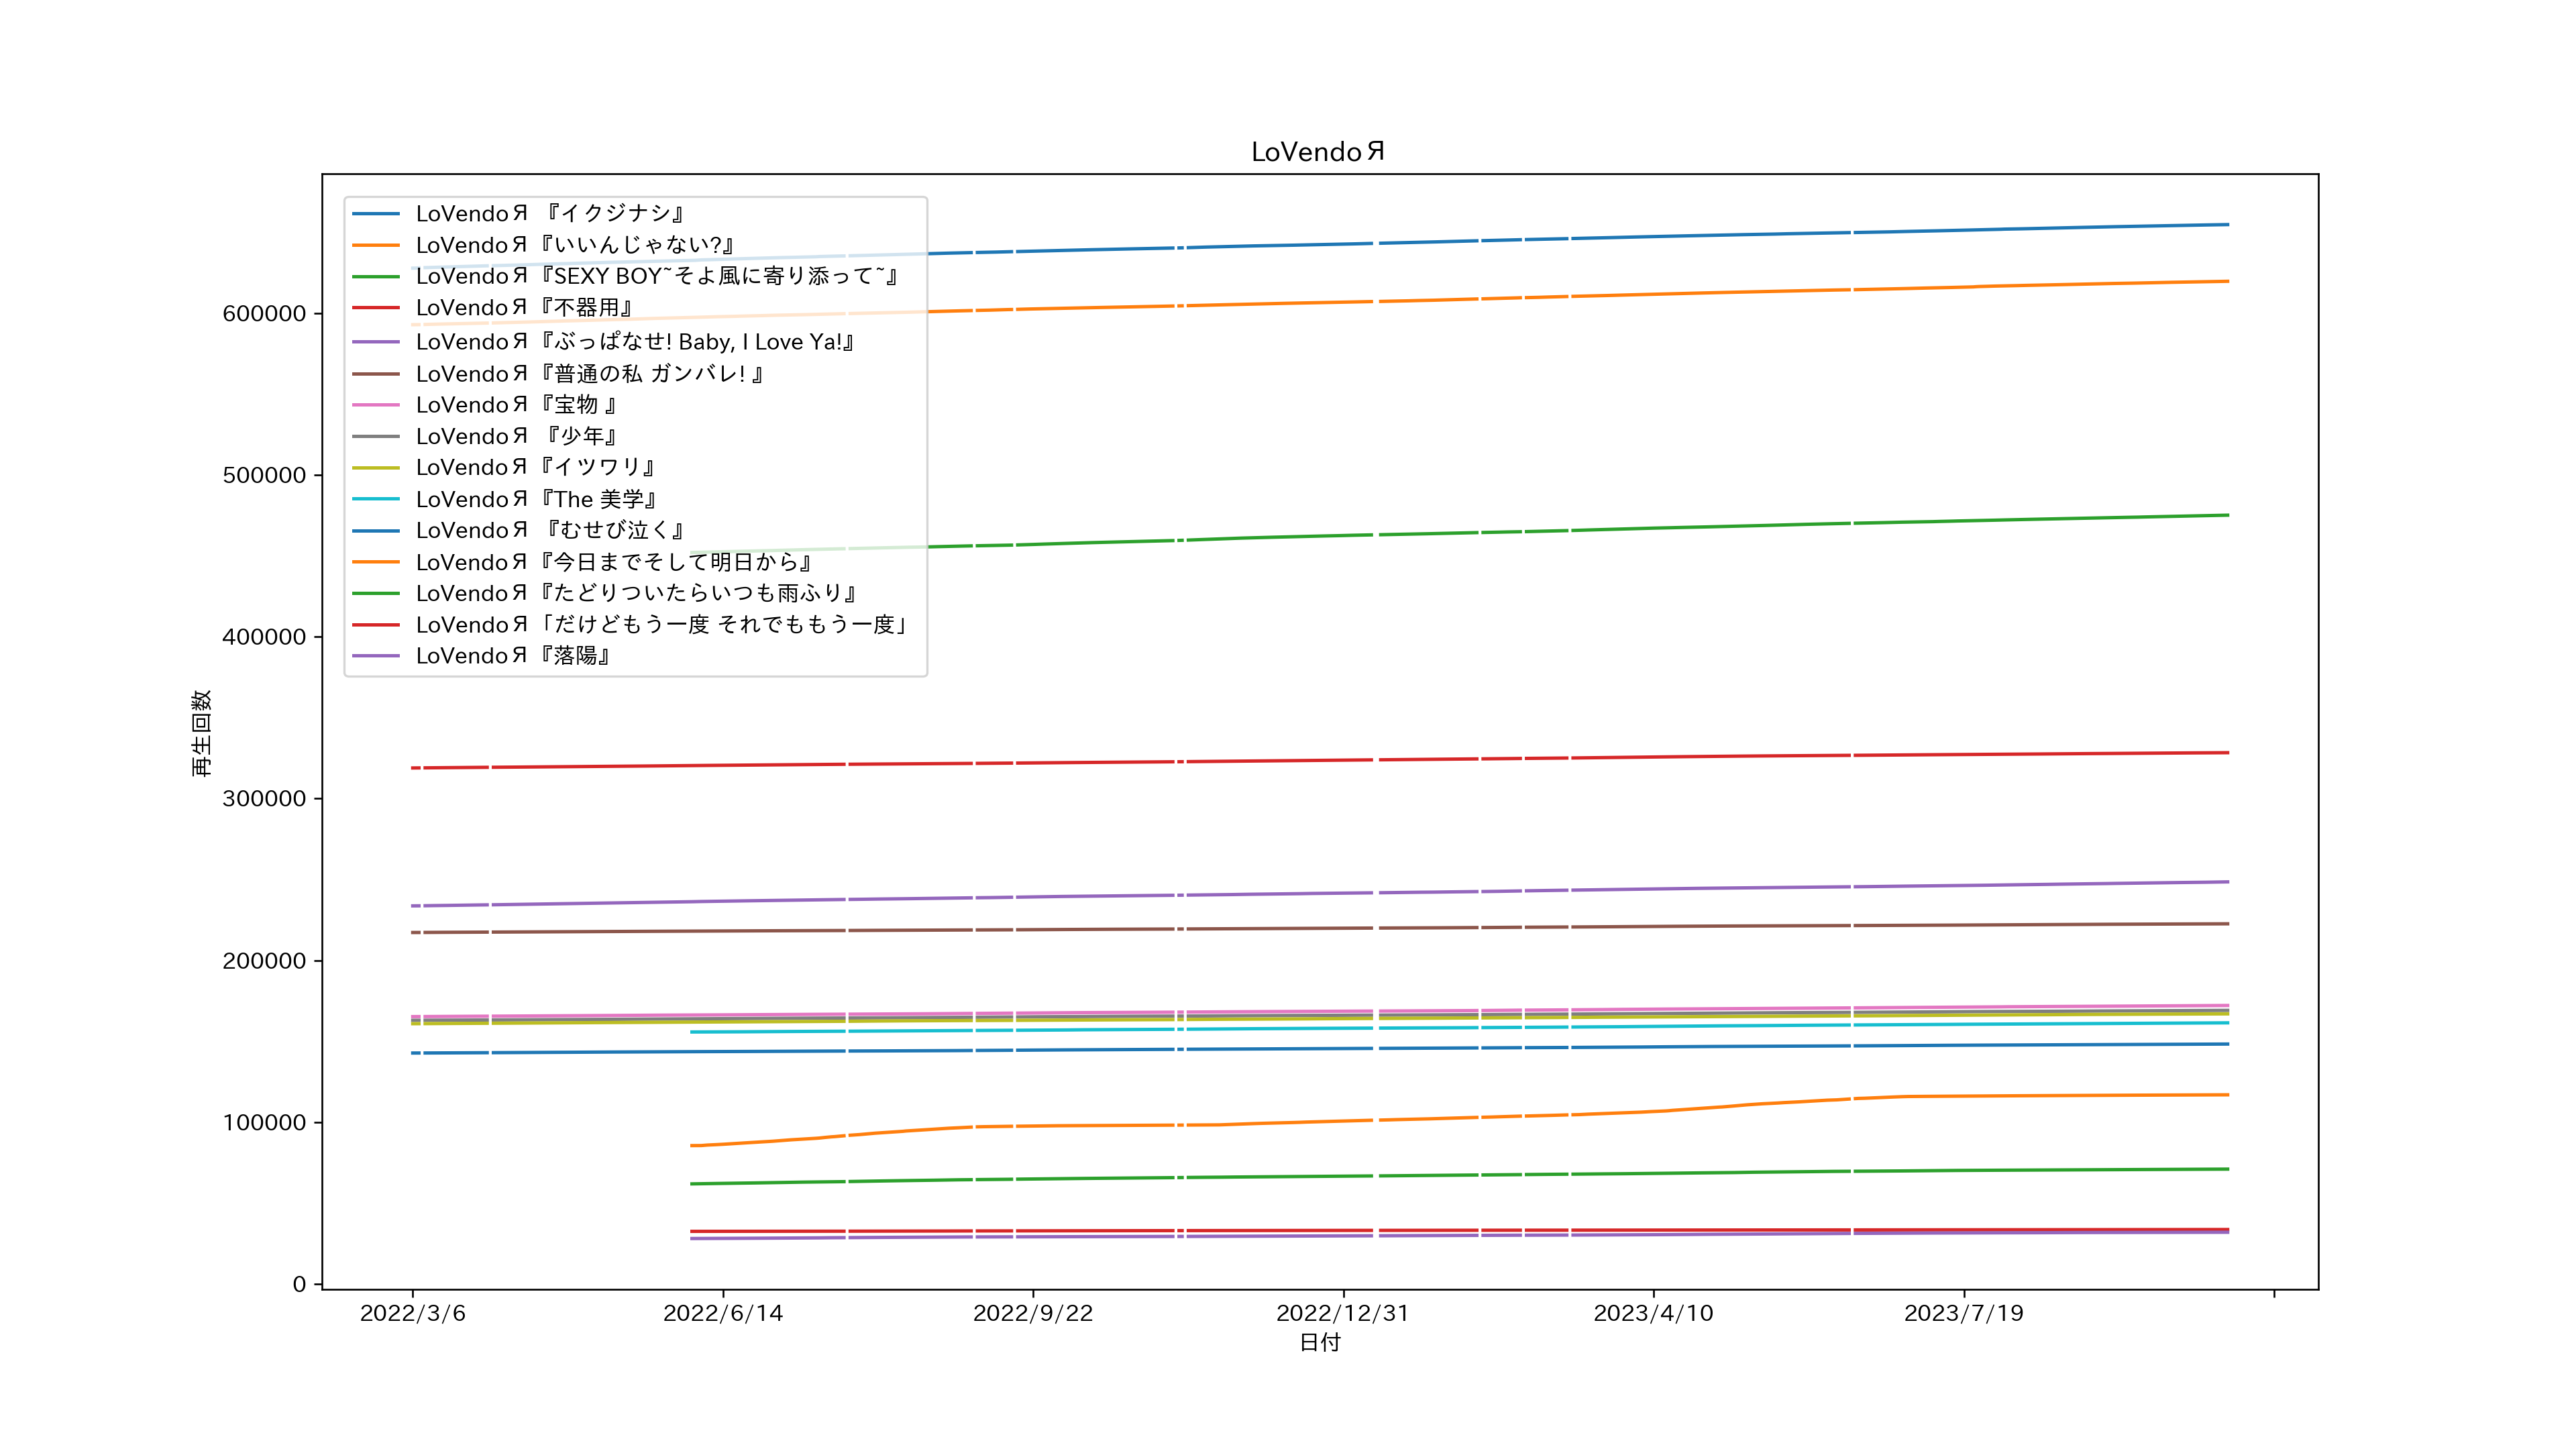 LoVendoЯ
LoVendoЯ 『イクジナシ』
LoVendoЯ『いいんじゃない?』
LoVendoЯ『SEXY BOY~そよ風に寄り添って~』
LoVendoЯ『不器用』
LoVendoЯ『ぶっぱなせ! Baby, I Love Ya!』
LoVendoЯ『普通の私 ガンバレ! 』
LoVendoЯ『宝物 』
LoVendoЯ 『少年』
LoVendoЯ『イツワリ』
LoVendoЯ『The 美学』
LoVendoЯ 『むせび泣く』
LoVendoЯ『今日までそして明日から』
LoVendoЯ『たどりついたらいつも雨ふり』
LoVendoЯ「だけどもう一度 それでももう一度」
LoVendoЯ『落陽』
再生回数
600000
500000
400000
300000
200000
100000
0
2022/3/6 2022/6/14 2022/9/22 2022/12/31 2023/4/10 2023/7/19
日付